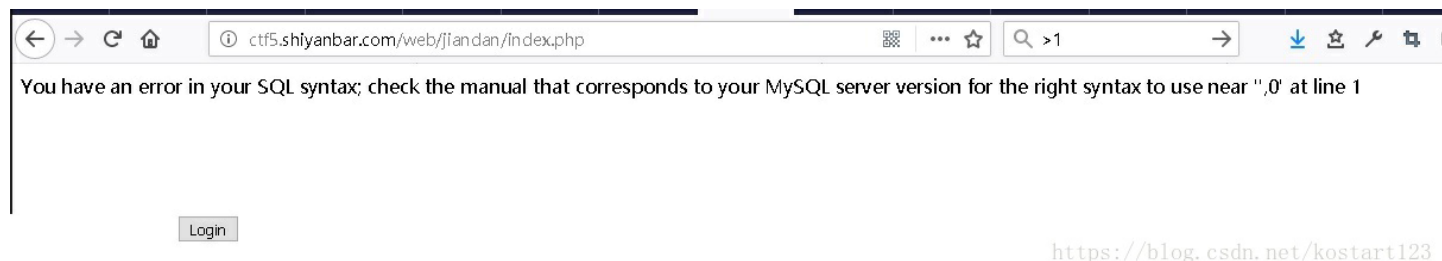 ctf5.shiyanbar.com/web/jiandan/index.php
>1
You have an error in your SQL syntax; check the manual that corresponds to your MySQL server version for the right syntax to use near '',0' at line 1
Login
https://blog.csdn.net/kostart123